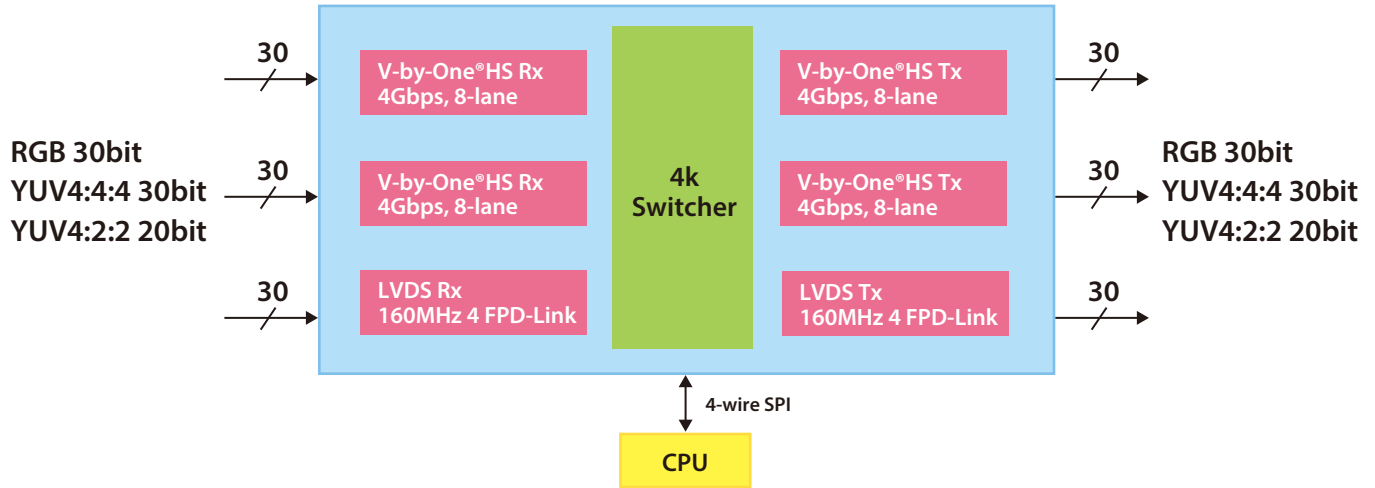 30
30
V-by-One®HS Rx
4Gbps, 8-lane
V-by-One®HS Tx
4Gbps, 8-lane
RGB 30bit
YUV4:4:4 30bit
YUV4:2:2 20bit
30
V-by-One®HS Rx
4Gbps, 8-lane
4k
Switcher
V-by-One®HS Tx
4Gbps, 8-lane
30
RGB 30bit
YUV4:4:4 30bit
YUV4:2:2 20bit
30
LVDS Rx
160MHz 4 FPD-Link
LVDS Tx
160MHz 4 FPD-Link
30
4-wire SPI
CPU